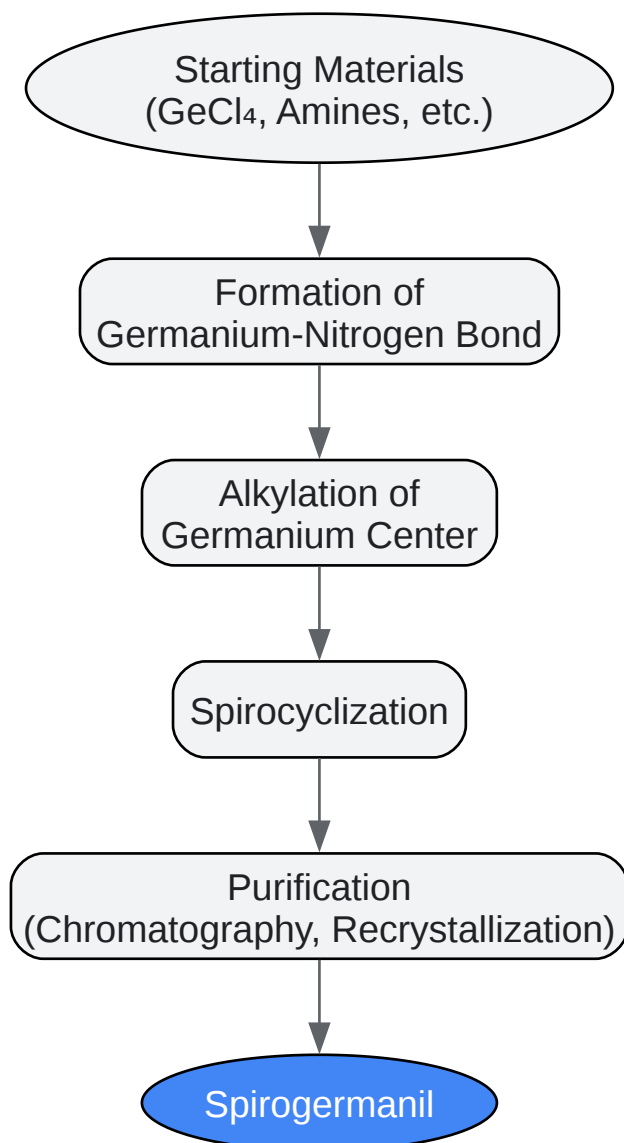 Starting Materials
(GeCl₄, Amines, etc.)
Formation of
Germanium-Nitrogen Bond
Alkylation of
Germanium Center
Spirocyclization
Purification
(Chromatography, Recrystallization)
Spirogermanil